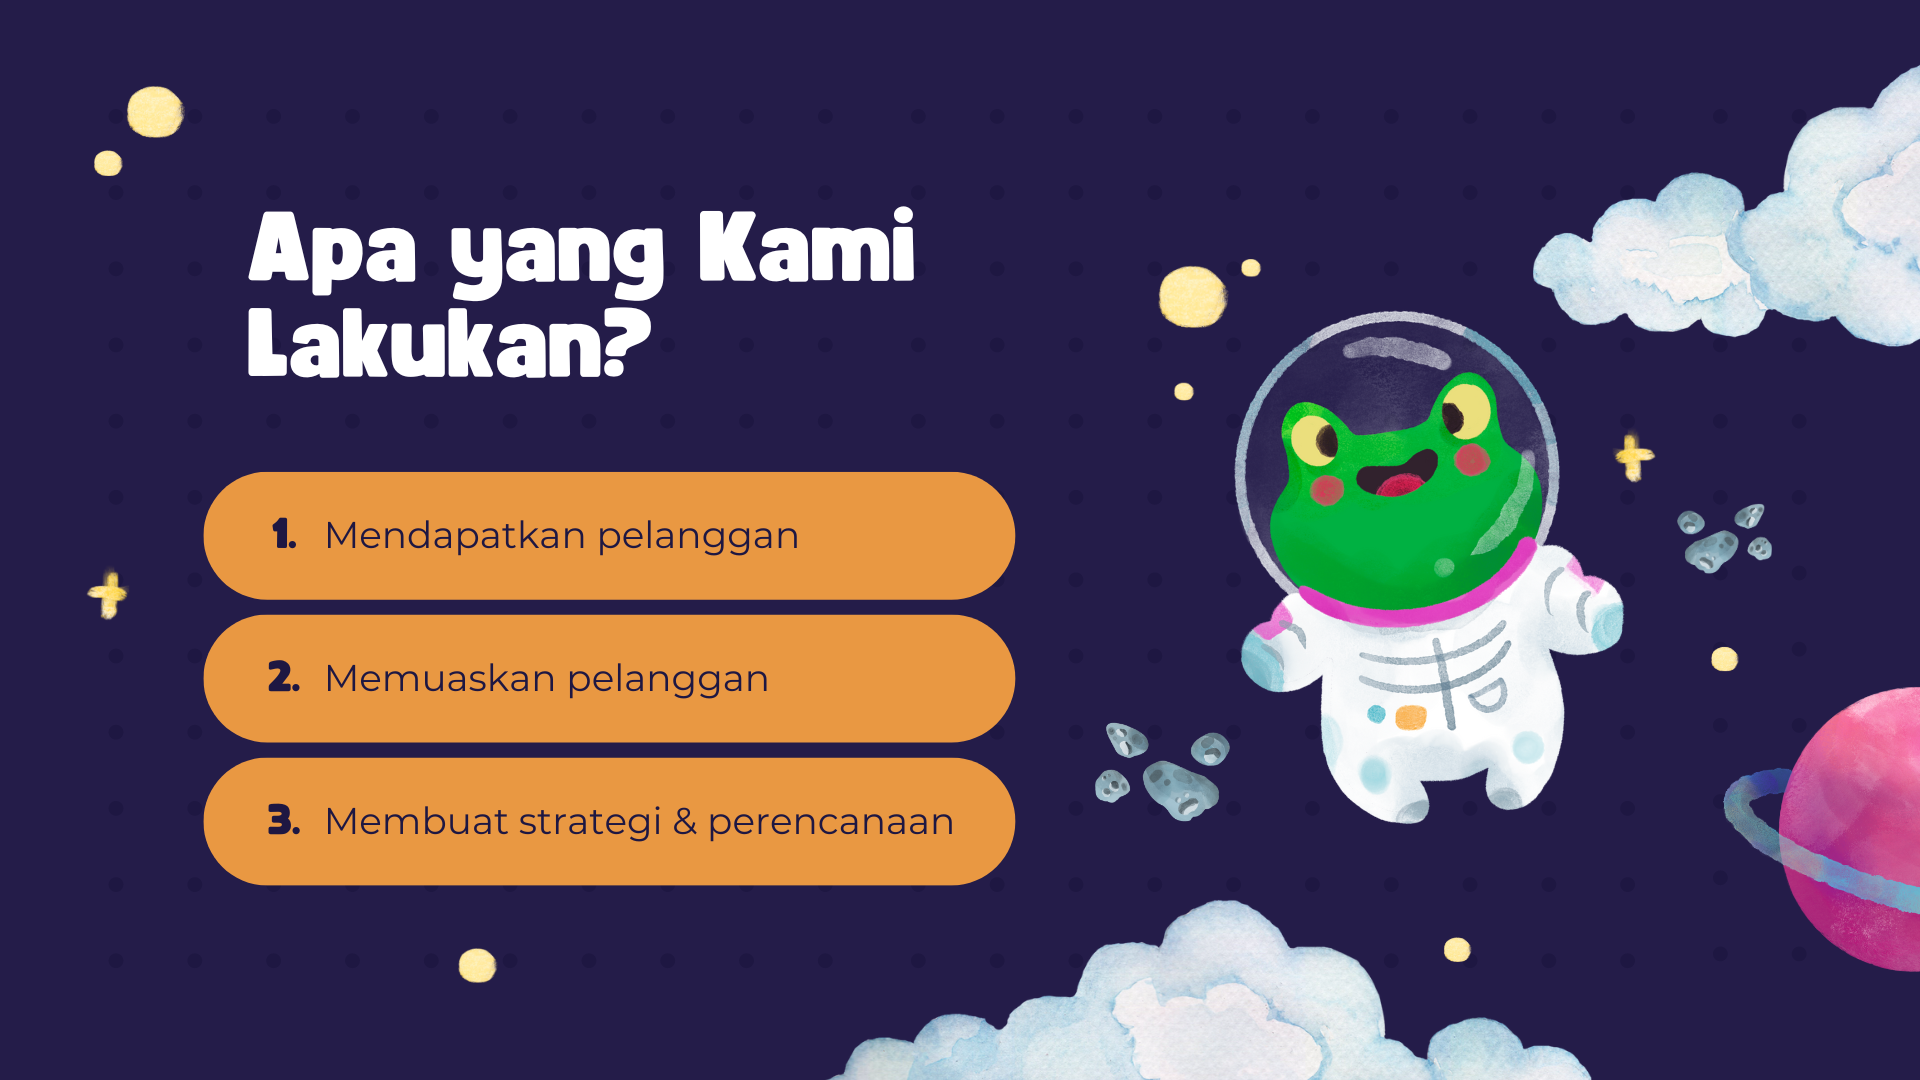 Apa yang Kami
Lakukan?
1. Mendapatkan pelanggan
2. Memuaskan pelanggan
3. Membuat strategi & perencanaan